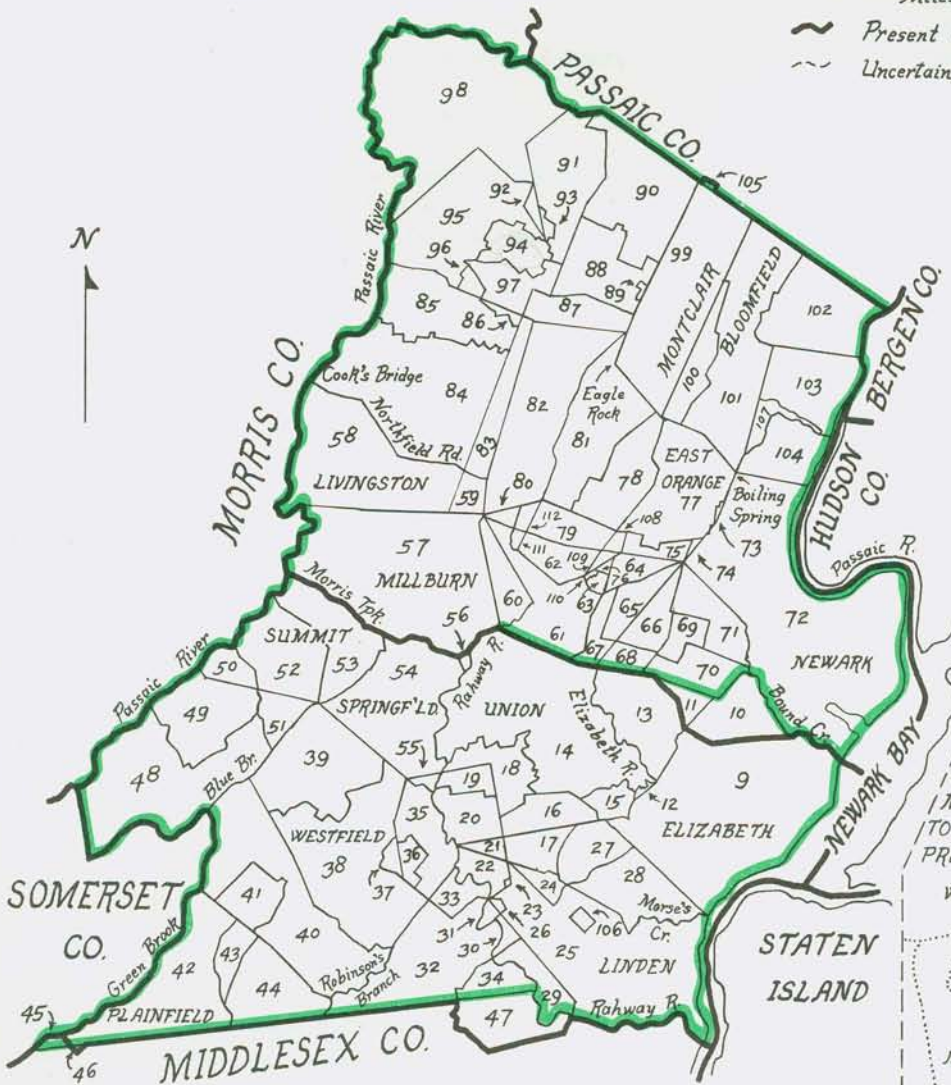 Present
Uncertain
PASSAIC CO.
98
91
90
105
92
93
95
99
N
94
96
88
Passaic River
97
89
MONTCLAIR
BLOOMFIELD
102
BERGEN CO.
85
86
87
100
103
101
107
MORRIS CO.
Cook's Bridge
84
82
Eagle
Rock
81
104
HUDSON
CO.
58
Northfield Rd.
83
EAST
ORANGE
77
78
LIVINGSTON
59
80
Boiling
Spring
Passaic R.
112
79
108
73
57
111
62
109
64
75
74
72
MILLBURN
110
76
Morris Tpk.
56
60
63
65
66
69
71
61
67
68
70
NEWARK
SUMMIT
Rahway R.
Passaic River
50
52
53
54
SPRINGF'LD
UNION
Elizabeth R.
13
11
10
Bound Cr.
49
51
55
14
9
NEWARK BAY
48
Blue Br.
39
19
18
15
12
35
20
16
ELIZABETH
TO
PR
WESTFIELD
36
21
17
27
38
37
22
28
SOMERSET
CO.
33
24
23
Morse's
Cr.
41
31
26
106
40
30
25
STATEN
ISLAND
Green Brook
42
43
44
Robinson's
Branch
32
LINDEN
34
29
Rahway R.
45
PLAINFIELD
47
46
MIDDLESEX CO.